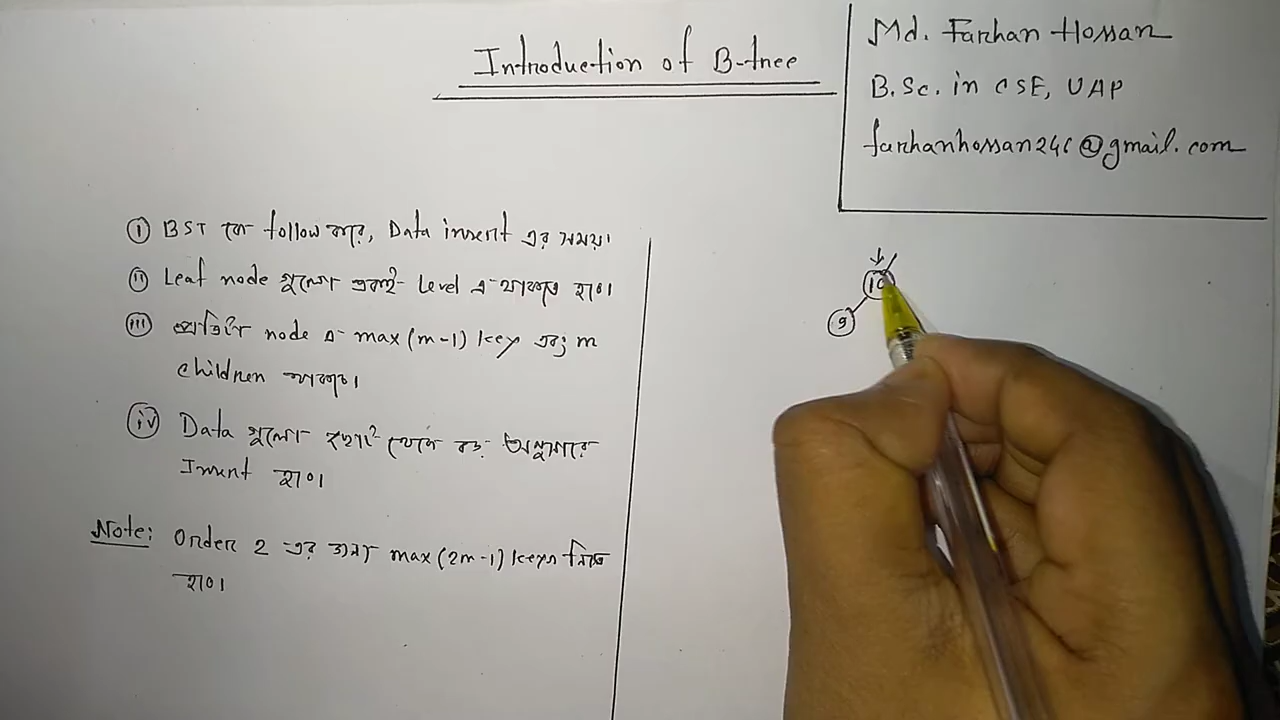 Introduction of B-tree
Md. Farhan Hossan
B.Sc. in CSE, UAP
farhanhossan246@gmail.com
i BST কে follow করে, Data insert এর সময়।
ii Leaf node গুলো একই Level এ থাকতে হবে।
iii প্রতিটি node এ max (m-1) key এবং m
children থাকবে।
iv Data গুলো ছোট থেকে বড় অনুসারে
Insert হবে।
Note: Order 2 এর জন্য max (2m-1) keys নিতে
হবে।
10
9